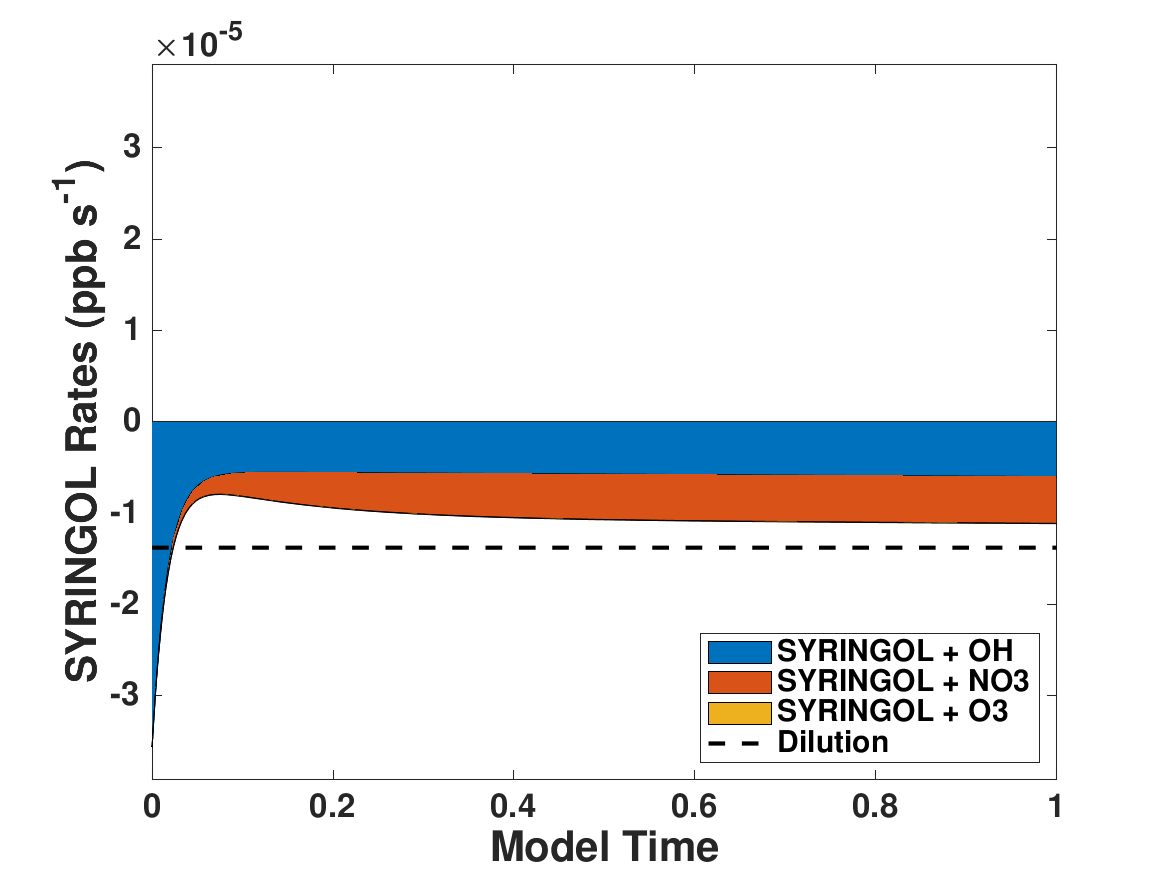 ×10-5
3
2
1
0
-1
-2
-3
SYRINGOL Rates (ppb s-1)
SYRINGOL + OH
SYRINGOL + NO3
SYRINGOL + O3
Dilution
0 0.2 0.4 0.6 0.8 1
Model Time